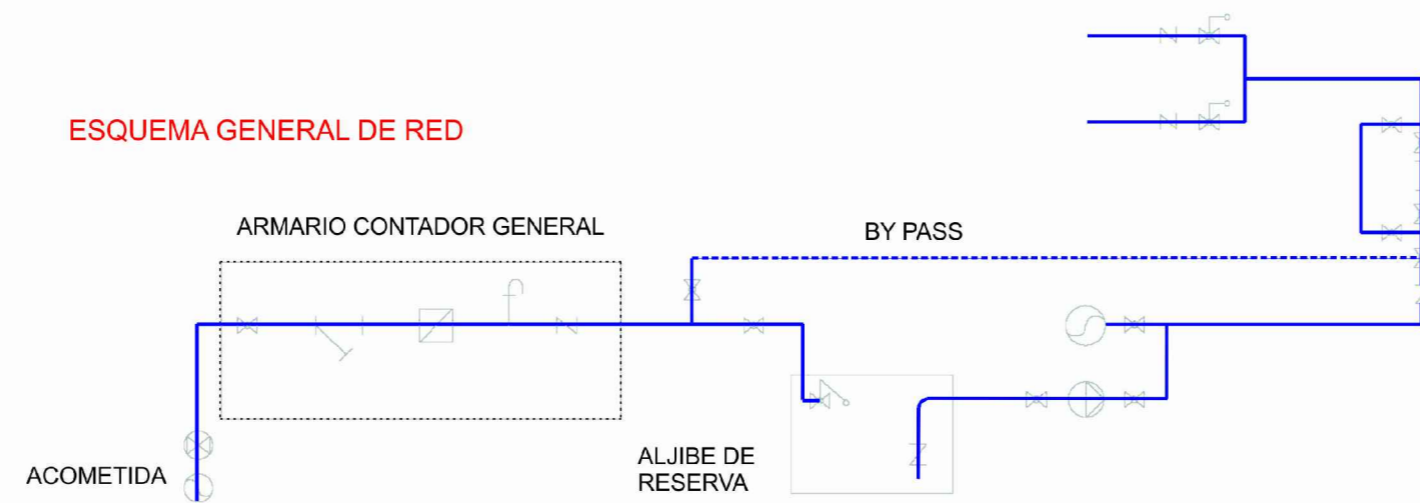 ESQUEMA GENERAL DE RED
ARMARIO CONTADOR GENERAL
BY PASS
ACOMETIDA
ALJIBE DE
RESERVA